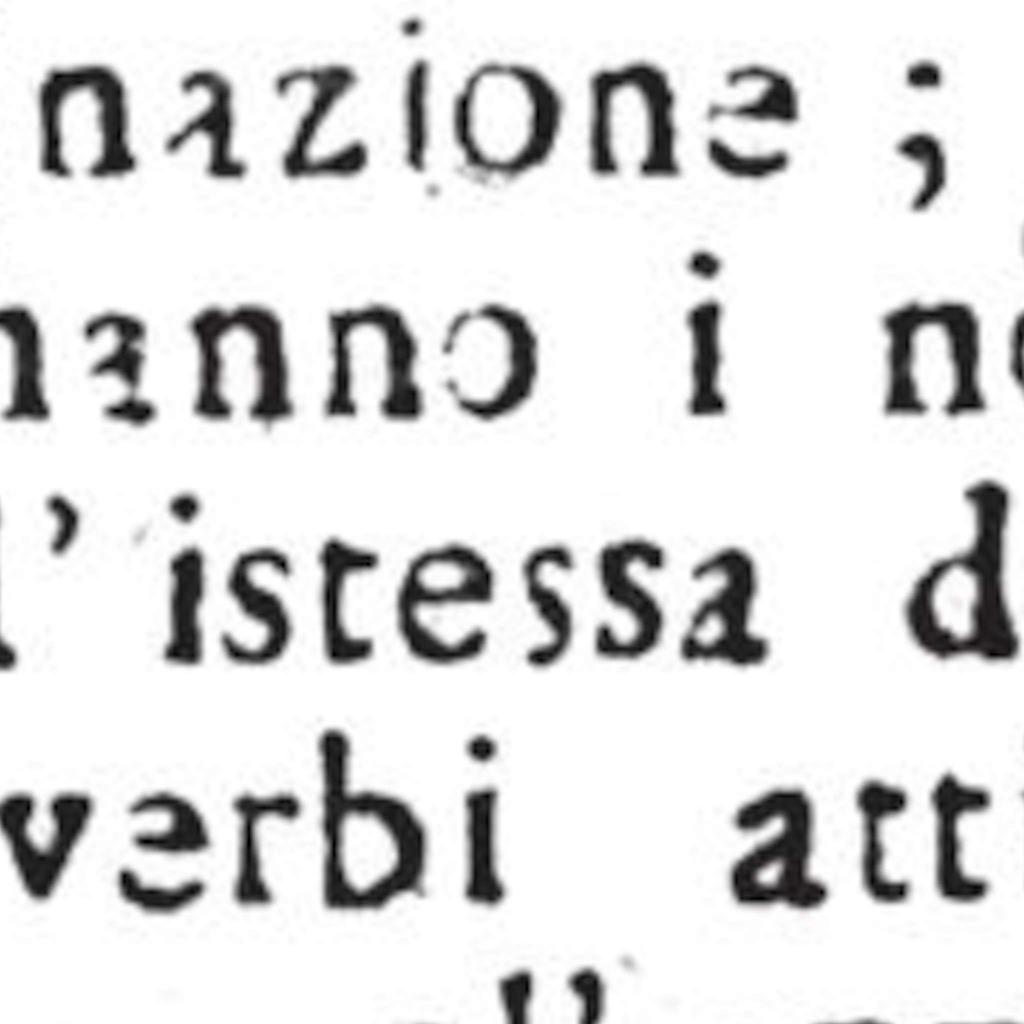 nazione ;
hanno i
l'istessa
verbi